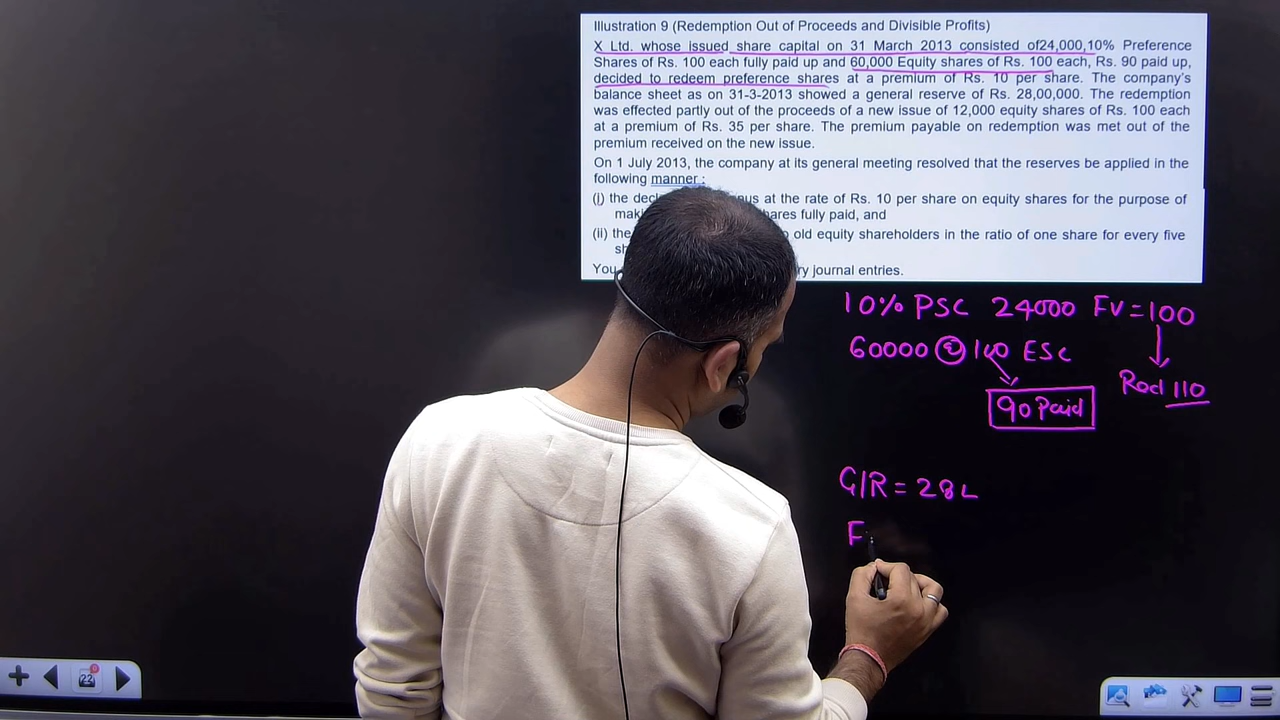 Illustration 9 (Redemption Out of Proceeds and Divisible Profits)
X Ltd. whose issued share capital on 31 March 2013 consisted of24,000,10% Preference
Shares of Rs. 100 each fully paid up and 60,000 Equity shares of Rs. 100 each, Rs. 90 paid up,
decided to redeem preference shares at a premium of Rs. 10 per share. The company's
balance sheet as on 31-3-2013 showed a general reserve of Rs. 28,00,000. The redemption
was effected partly out of the proceeds of a new issue of 12,000 equity shares of Rs. 100 each
at a premium of Rs. 35 per share. The premium payable on redemption was met out of the
premium received on the new issue.
On 1 July 2013, the company at its general meeting resolved that the reserves be applied in the
following manner :
(i) the at the rate of Rs. 10 per share on equity shares for the purpose of
fully paid, and
(ii) the old equity shareholders in the ratio of one share for every five
You journal entries.
10% PSC 24000 FV=100
60000 @ 100 ESC
Red 110
90 Paid
G/R = 28L
F
22